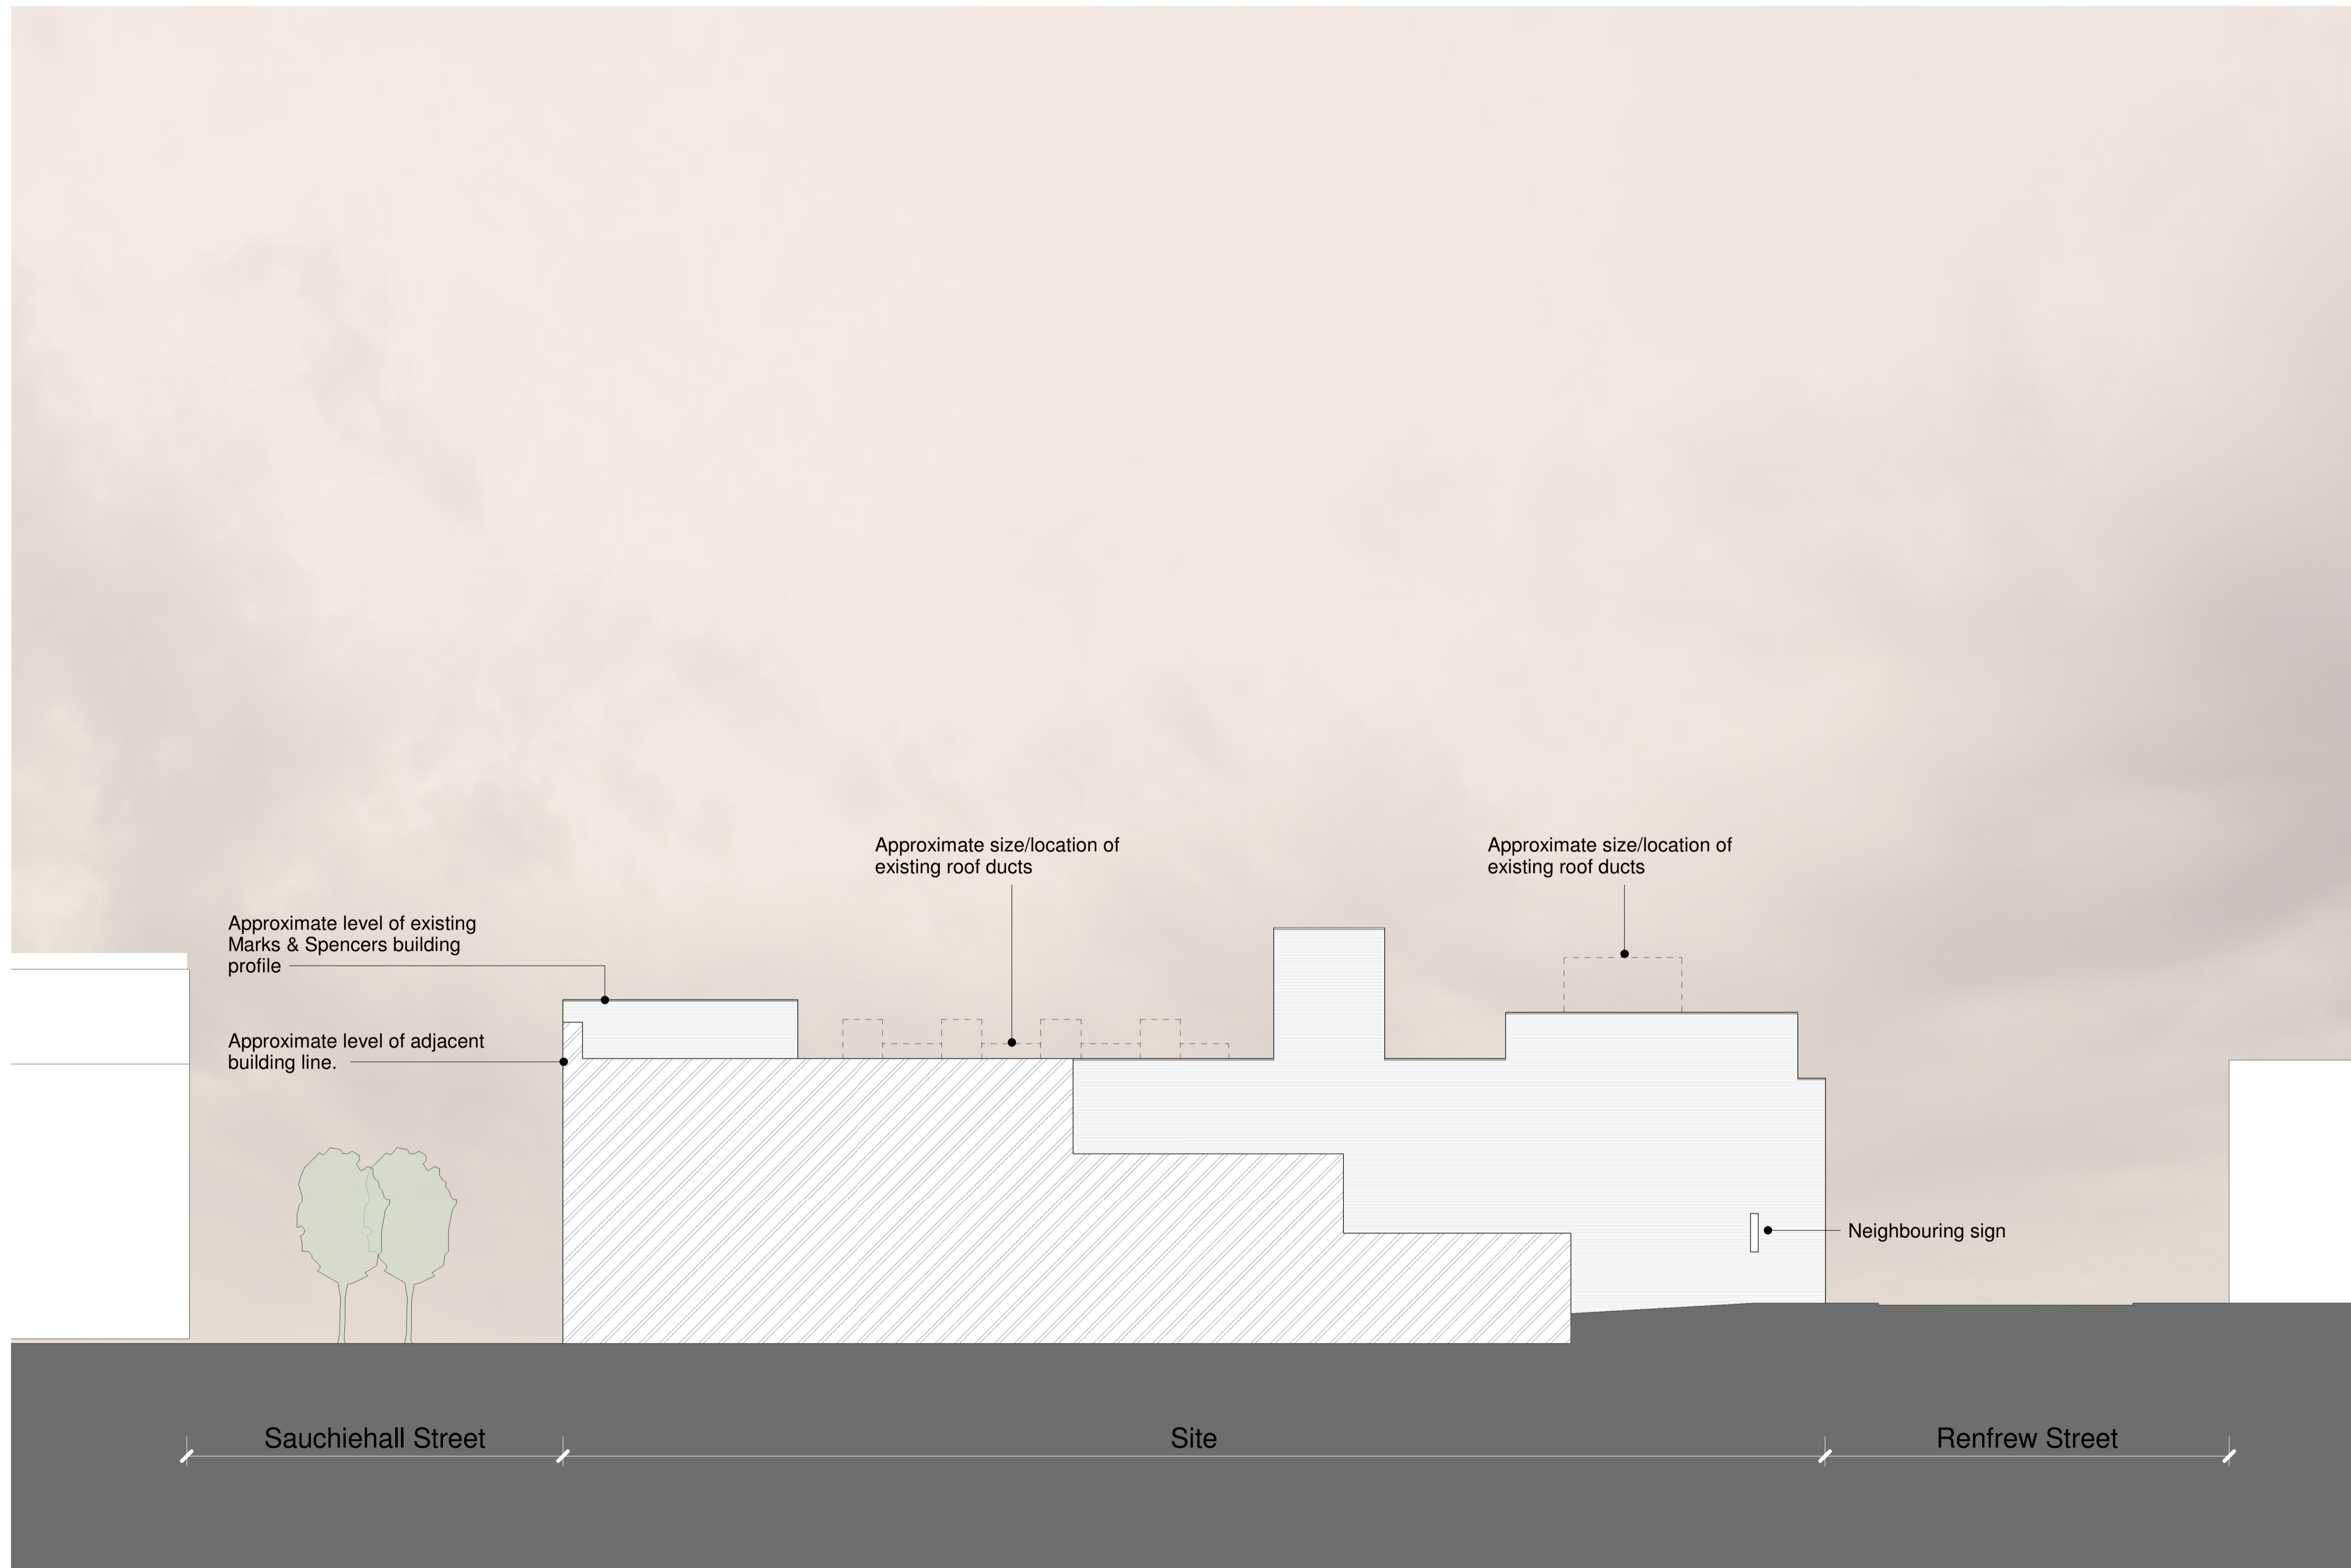 Approximate size/location of
existing roof ducts
Approximate size/location of
existing roof ducts
Approximate level of existing
Marks & Spencers building
profile
Approximate level of adjacent
building line.
Neighbouring sign
Sauchiehall Street
Site
Renfrew Street